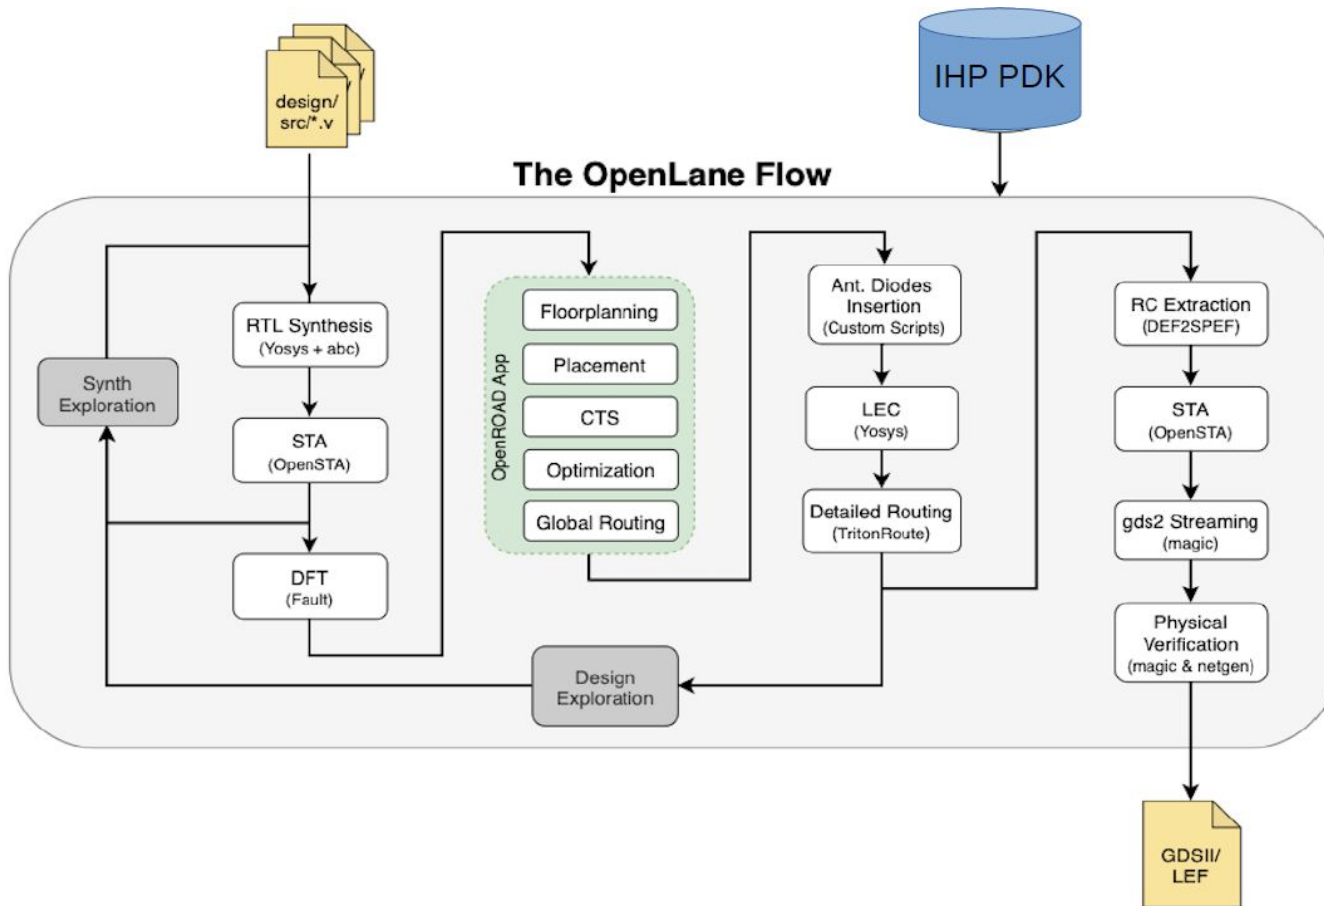 design/
src/*.v
IHP PDK
The OpenLane Flow
RTL Synthesis
(Yosys + abc)
Synth
Exploration
STA
(OpenSTA)
DFT
(Fault)
OpenROAD App
Floorplanning
Placement
CTS
Optimization
Global Routing
Design
Exploration
Ant. Diodes
Insertion
(Custom Scripts)
LEC
(Yosys)
Detailed Routing
(TritonRoute)
RC Extraction
(DEF2SPEF)
STA
(OpenSTA)
gds2 Streaming
(magic)
Physical
Verification
(magic & netgen)
GDSII/
LEF